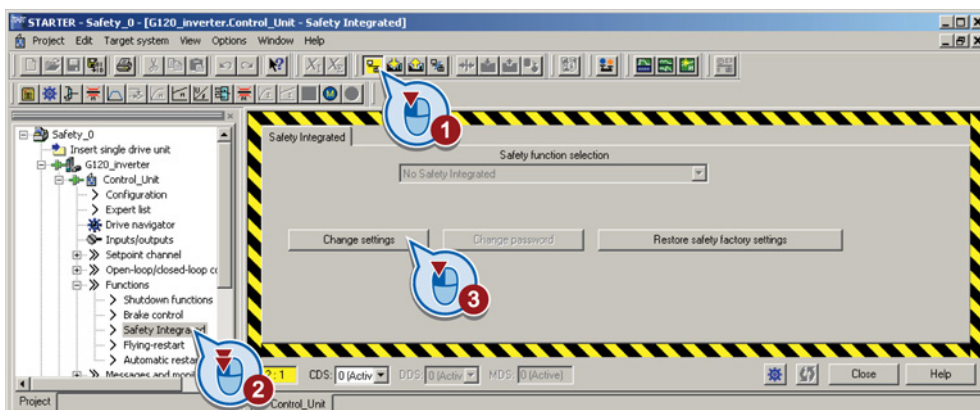 STARTER - Safety_0 - [G120_inverter.Control_Unit - Safety Integrated]
Project Edit Target system View Options Window Help
1
Safety_0
Insert single drive unit
G120_inverter
Control_Unit
Configuration
Expert list
Drive navigator
Inputs/outputs
Setpoint channel
Open-loop/closed-loop
Functions
Shutdown functions
Brake control
Safety Integrated
Flying-restart
Automatic
Messages and
2
Project
Safety Integrated
Safety function selection
No Safety Integrated
Change settings
Change password
Restore safety factory settings
3
CDS: 0 (Activ DDS: 0 (Activ MDS: 0 (Active)
Close
Help
Control_Unit